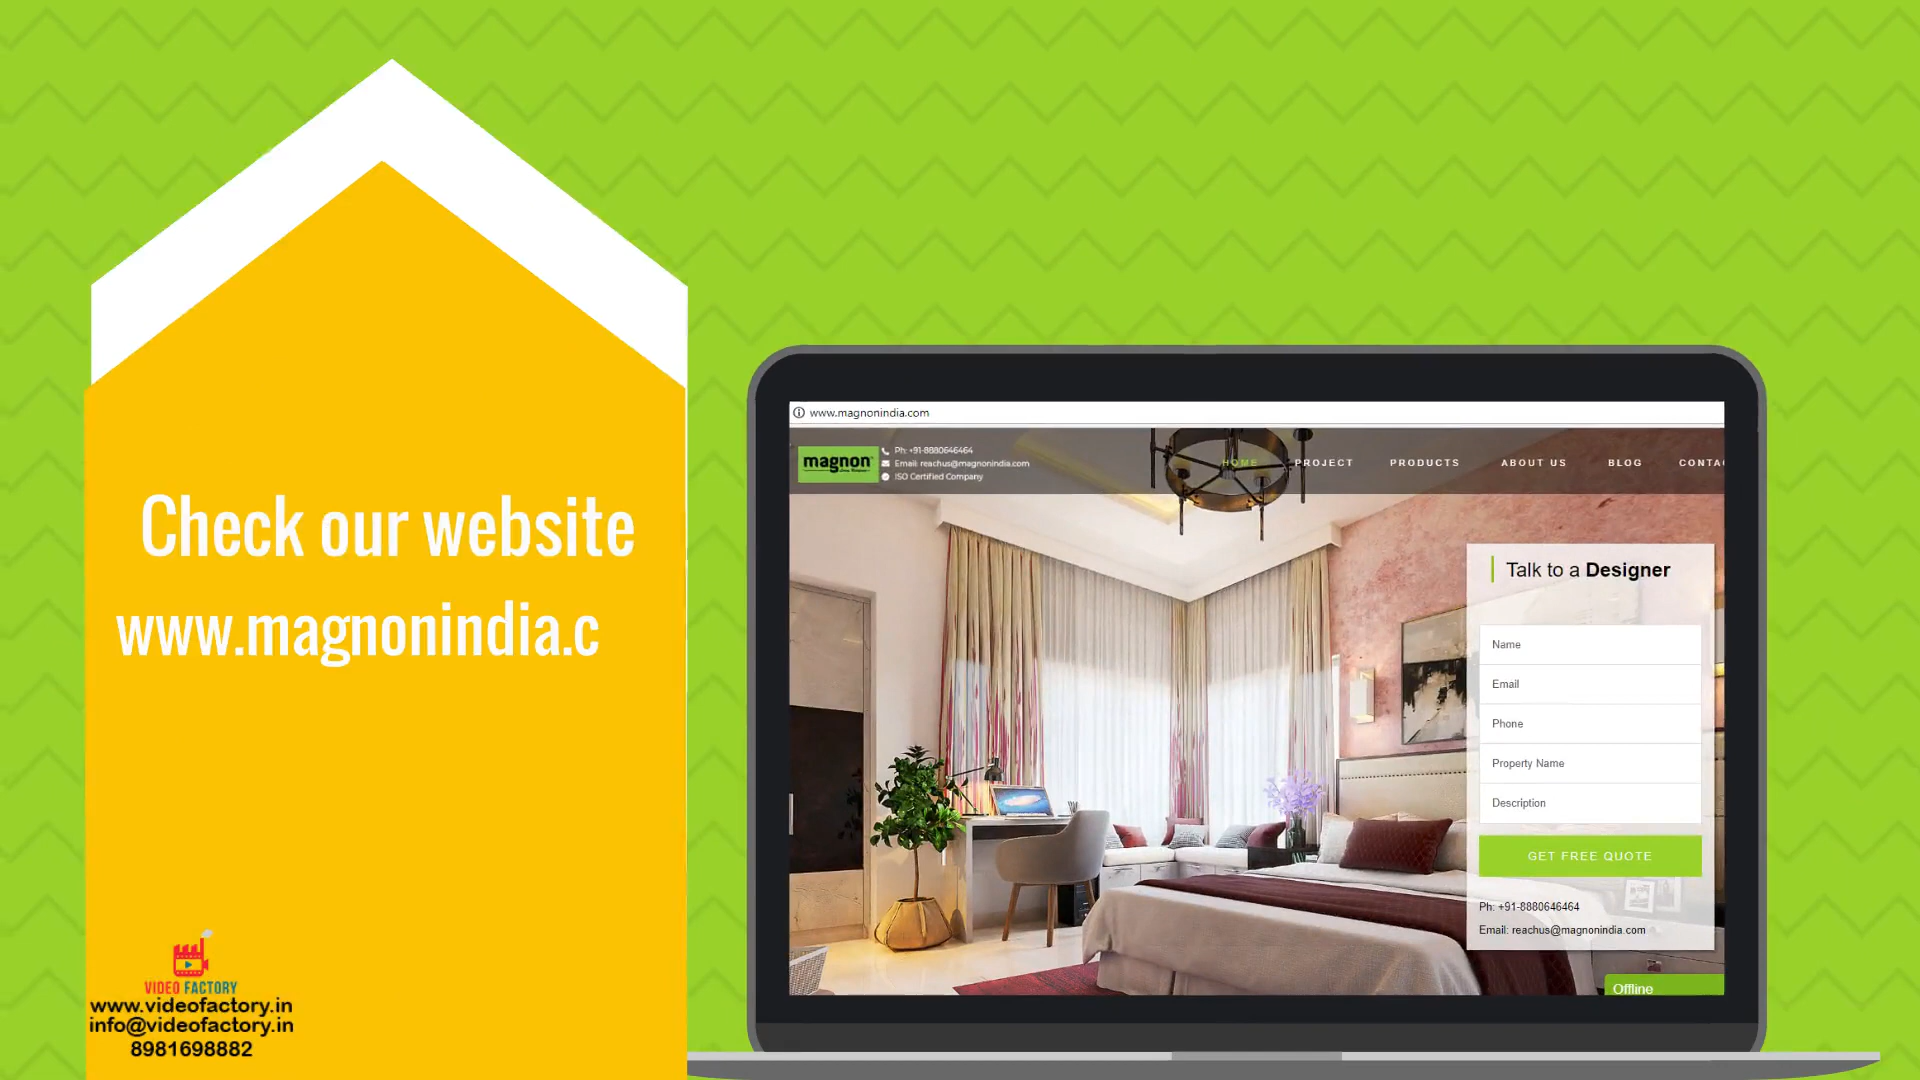 Check our website
www.magnonindia.c
VIDEO FACTORY
www.videofactory.in
info@videofactory.in
8981698882
www.magnonindia.com
magnon
Ph: +91-8880646464
Email: reachus@magnonindia.com
ISO Certified Company
HOME PROJECT PRODUCTS ABOUT US BLOG CONTAC
Talk to a Designer
Name
Email
Phone
Property Name
Description
GET FREE QUOTE
Ph: +91-8880646464
Email: reachus@magnonindia.com
Offline